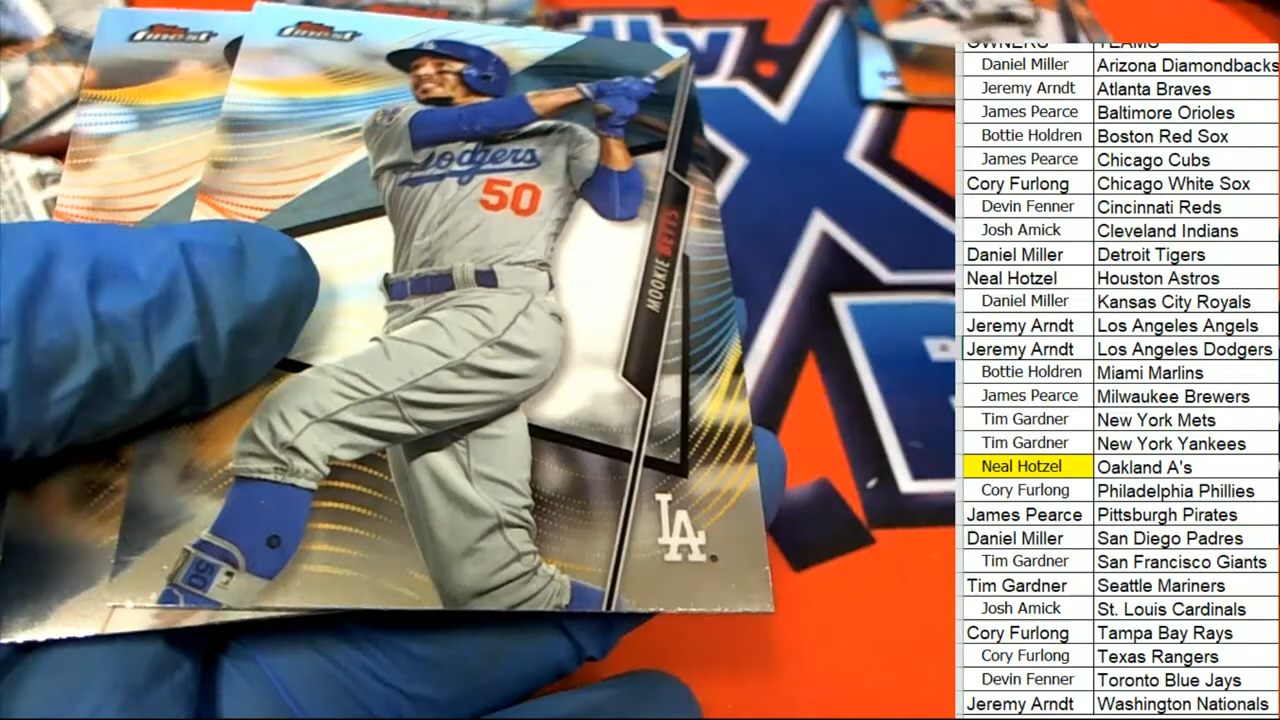 Finest
Finest
Dodgers
50
MOOKIE BETTS
50
LA
OWNERS TEAMS
Daniel Miller Arizona Diamondbacks
Jeremy Arndt Atlanta Braves
James Pearce Baltimore Orioles
Bottie Holdren Boston Red Sox
James Pearce Chicago Cubs
Cory Furlong Chicago White Sox
Devin Fenner Cincinnati Reds
Josh Amick Cleveland Indians
Daniel Miller Detroit Tigers
Neal Hotzel Houston Astros
Daniel Miller Kansas City Royals
Jeremy Arndt Los Angeles Angels
Jeremy Arndt Los Angeles Dodgers
Bottie Holdren Miami Marlins
James Pearce Milwaukee Brewers
Tim Gardner New York Mets
Tim Gardner New York Yankees
Neal Hotzel Oakland A's
Cory Furlong Philadelphia Phillies
James Pearce Pittsburgh Pirates
Daniel Miller San Diego Padres
Tim Gardner San Francisco Giants
Tim Gardner Seattle Mariners
Josh Amick St. Louis Cardinals
Cory Furlong Tampa Bay Rays
Cory Furlong Texas Rangers
Devin Fenner Toronto Blue Jays
Jeremy Arndt Washington Nationals